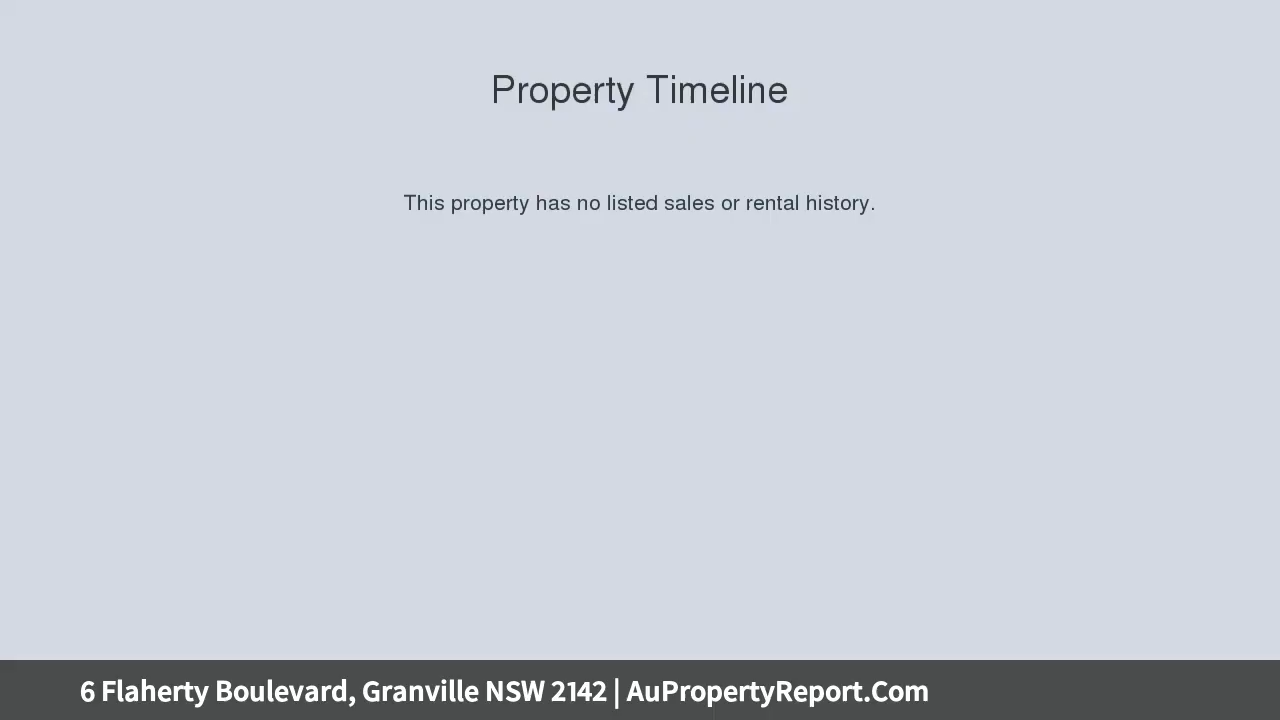 Property Timeline
This property has no listed sales or rental history.
6 Flaherty Boulevard, Granville NSW 2142 | AuPropertyReport.Com